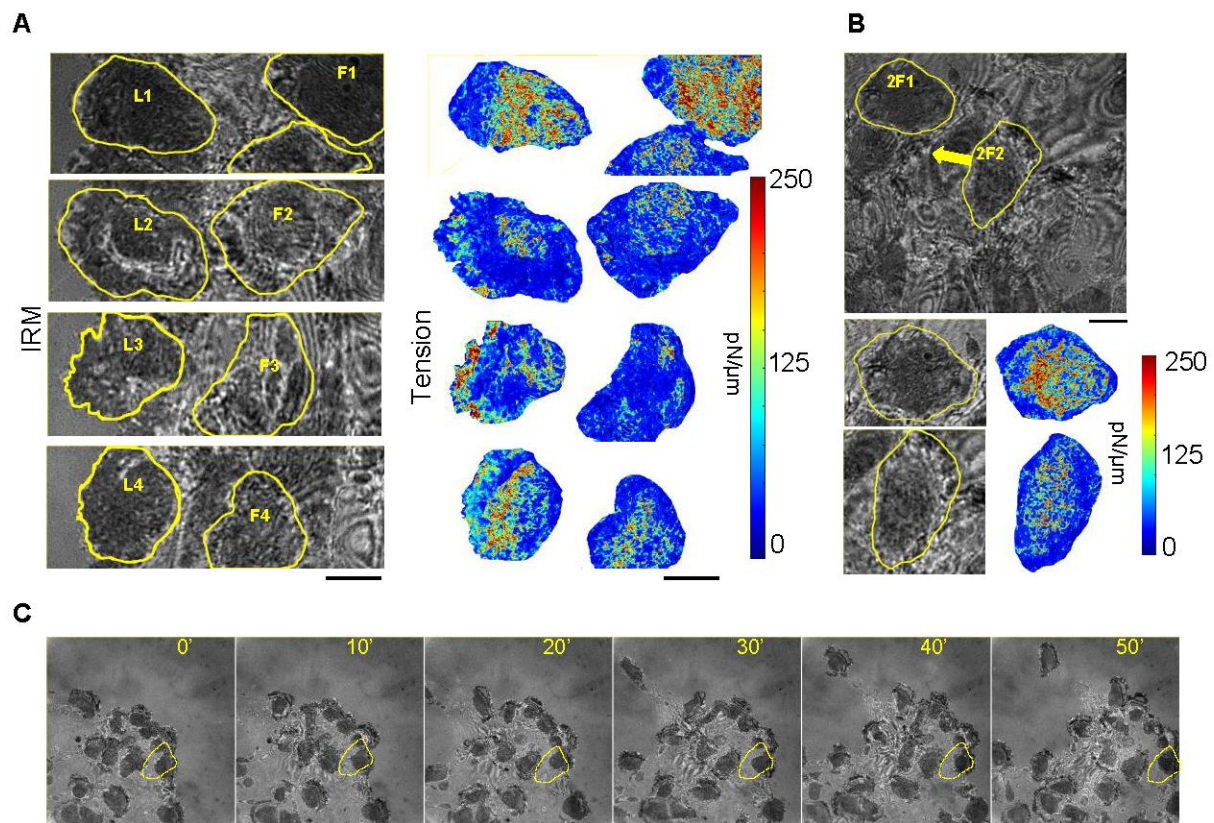 A
B
IRM
L1
F1
L2
F2
L3
F3
L4
F4
Tension
250
125
0
pN/µm
2F1
2F2
250
125
0
pN/µm
C
0’
10’
20’
30’
40’
50’